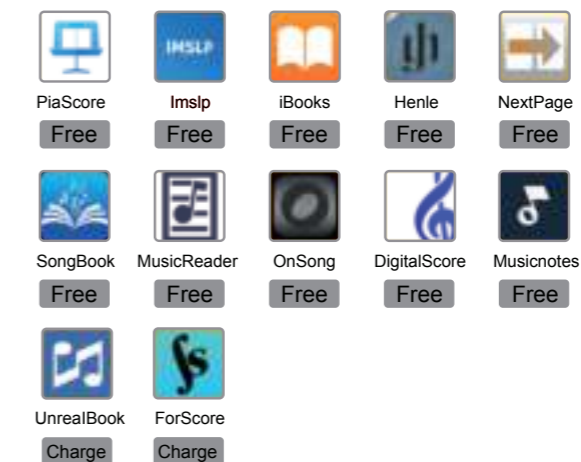 IMSLP
PiaScore Imslp iBooks Henle NextPage
Free Free Free Free Free
SongBook MusicReader OnSong DigitalScore Musicnotes
Free Free Free Free Free
UnrealBook ForScore
Charge Charge